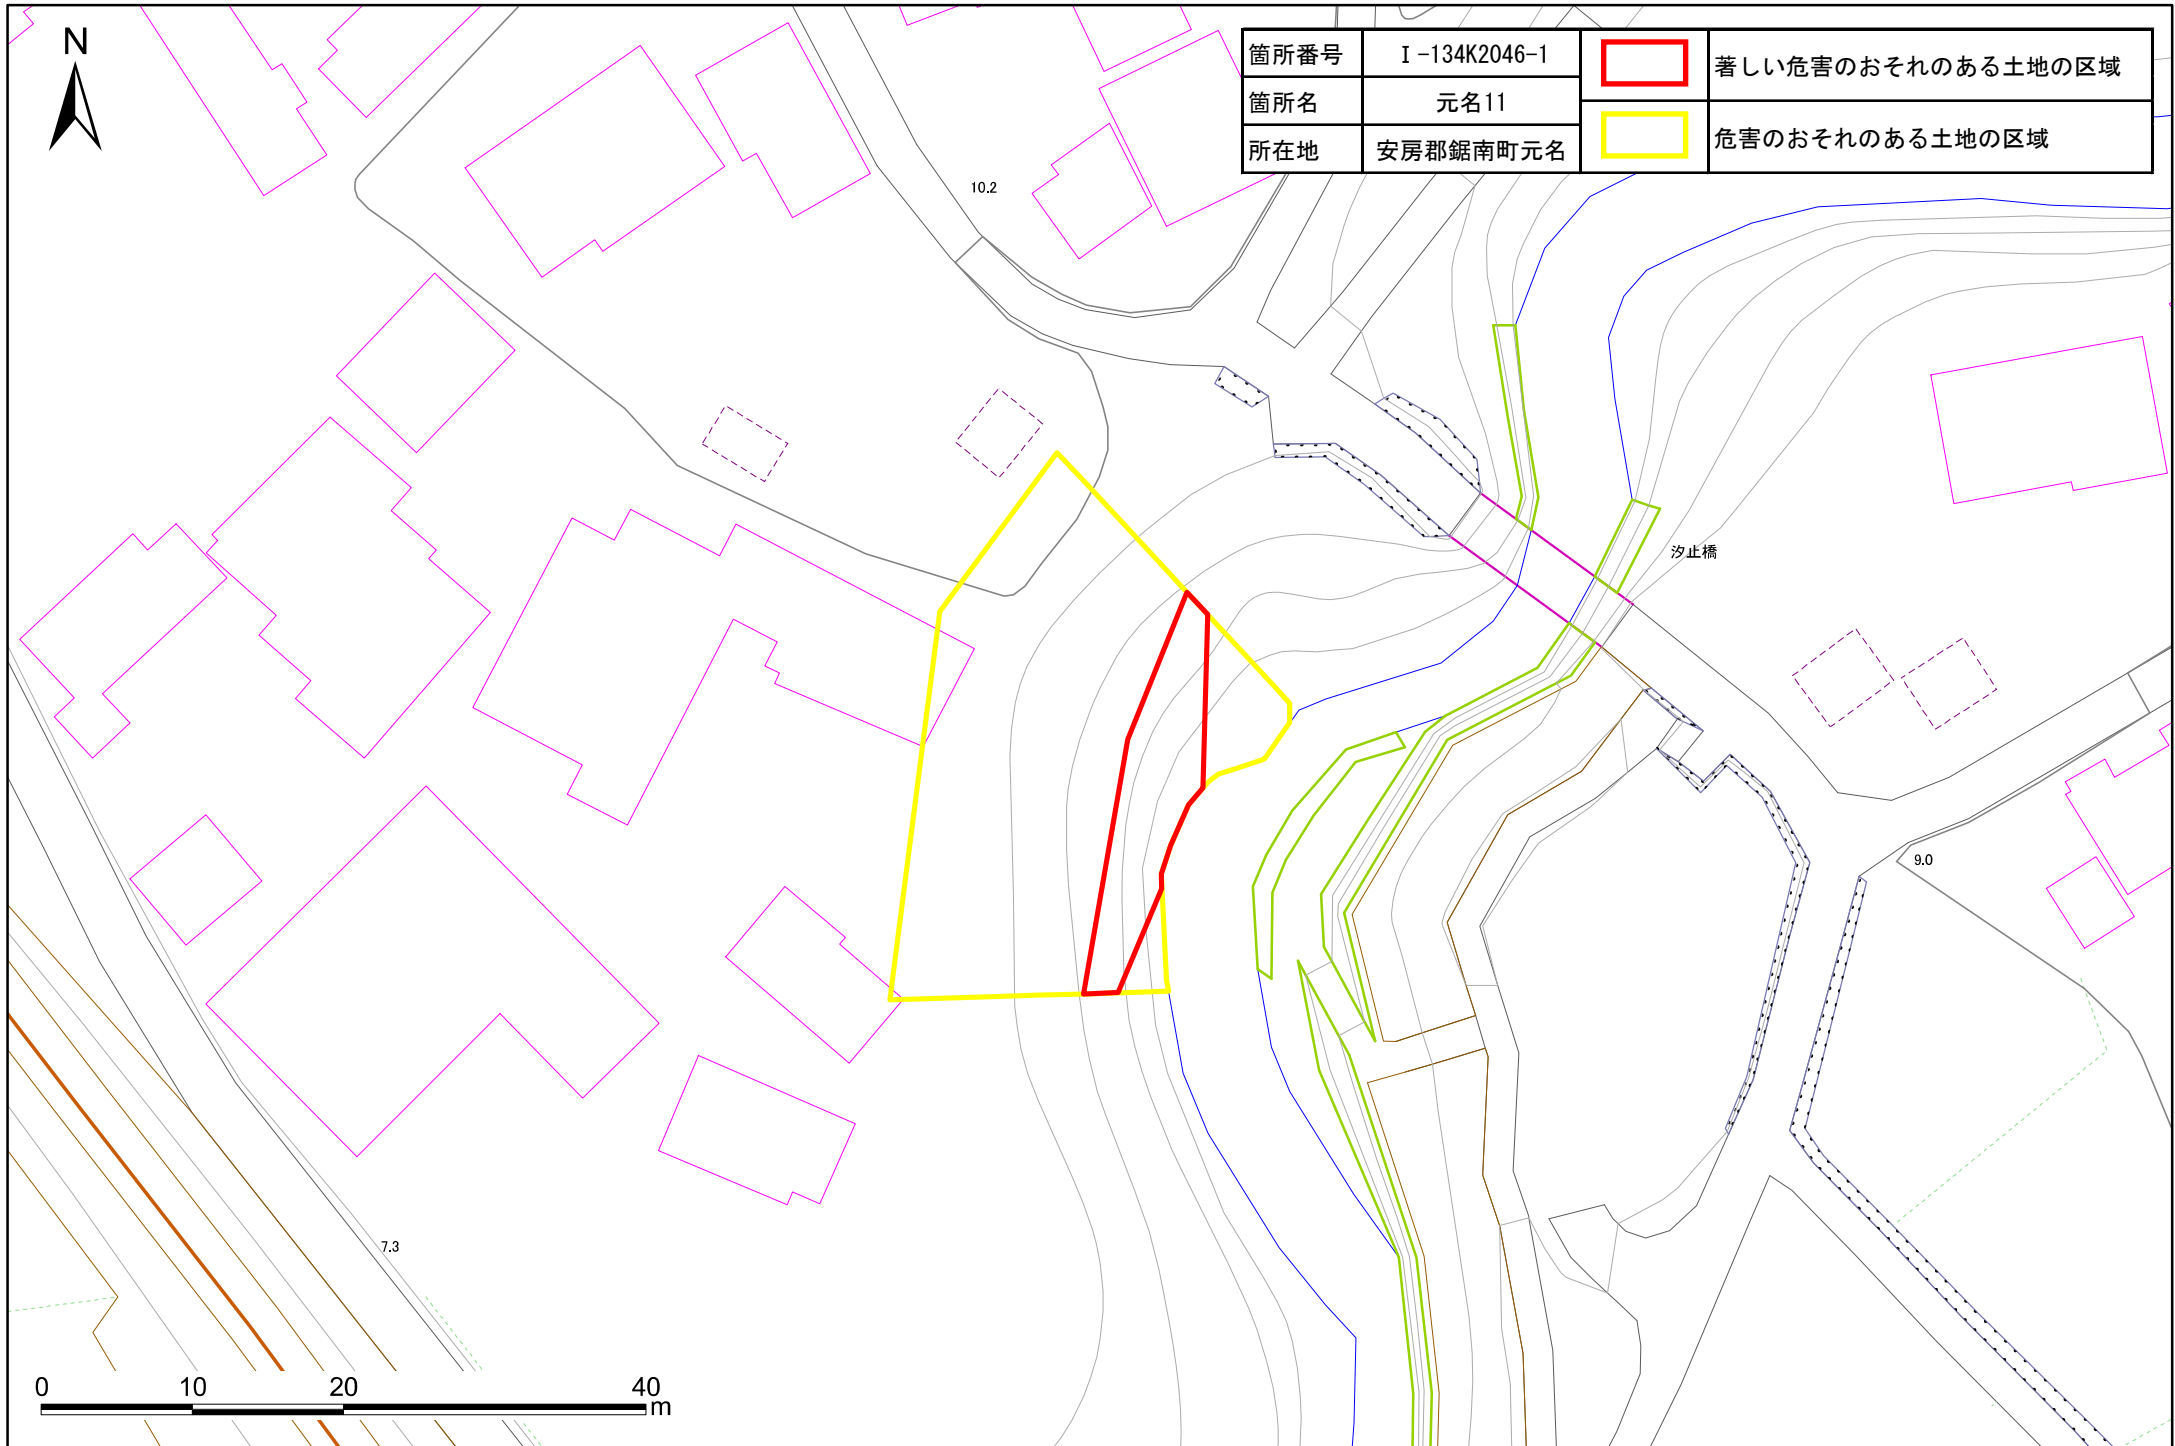 N
箇所番号 Ⅰ-134K2046-1
箇所名 元名11
所在地 安房郡鋸南町元名
著しい危害のおそれのある土地の区域
危害のおそれのある土地の区域
10.2
汐止橋
9.0
7.3
0 10 20 40
m